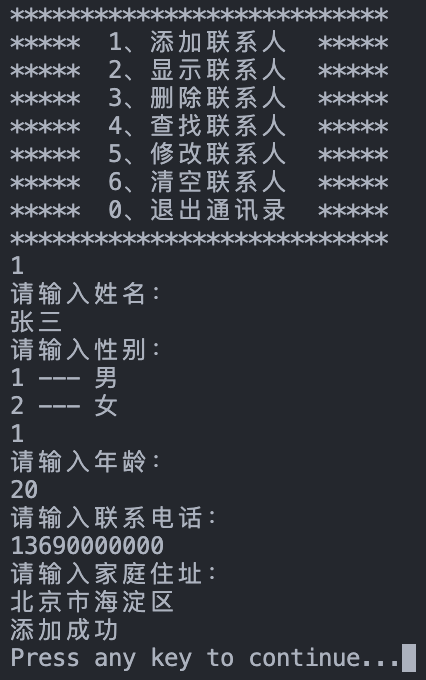 ***************************
*****  1、添加联系人  *****
*****  2、显示联系人  *****
*****  3、删除联系人  *****
*****  4、查找联系人  *****
*****  5、修改联系人  *****
*****  6、清空联系人  *****
*****  0、退出通讯录  *****
***************************
1
请输入姓名：
张三
请输入性别：
1 --- 男
2 --- 女
1
请输入年龄：
20
请输入联系电话：
13690000000
请输入家庭住址：
北京市海淀区
添加成功
Press any key to continue...